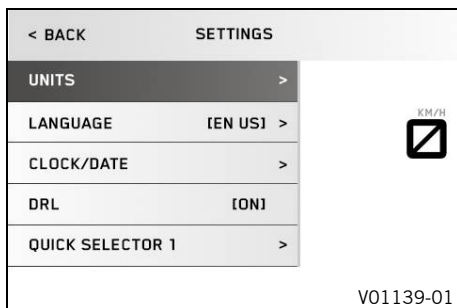 < BACK SETTINGS
UNITS >
KM/H
LANGUAGE [EN US] >
CLOCK/DATE >
DRL [ON]
QUICK SELECTOR 1 >
V01139-01